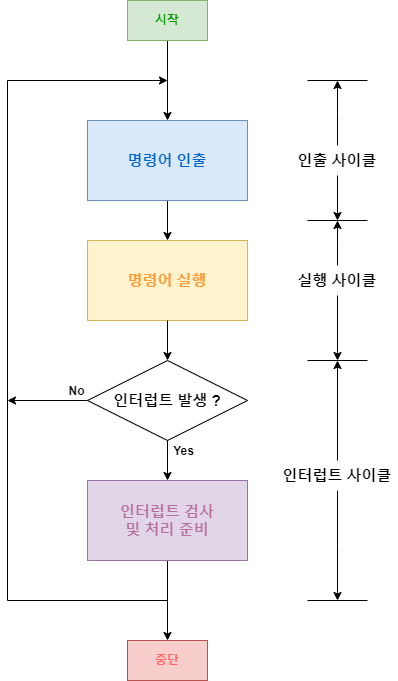 시작
명령어 인출
인출 사이클
명령어 실행
실행 사이클
No
인터럽트 발생 ?
Yes
인터럽트 사이클
인터럽트 검사
및 처리 준비
중단